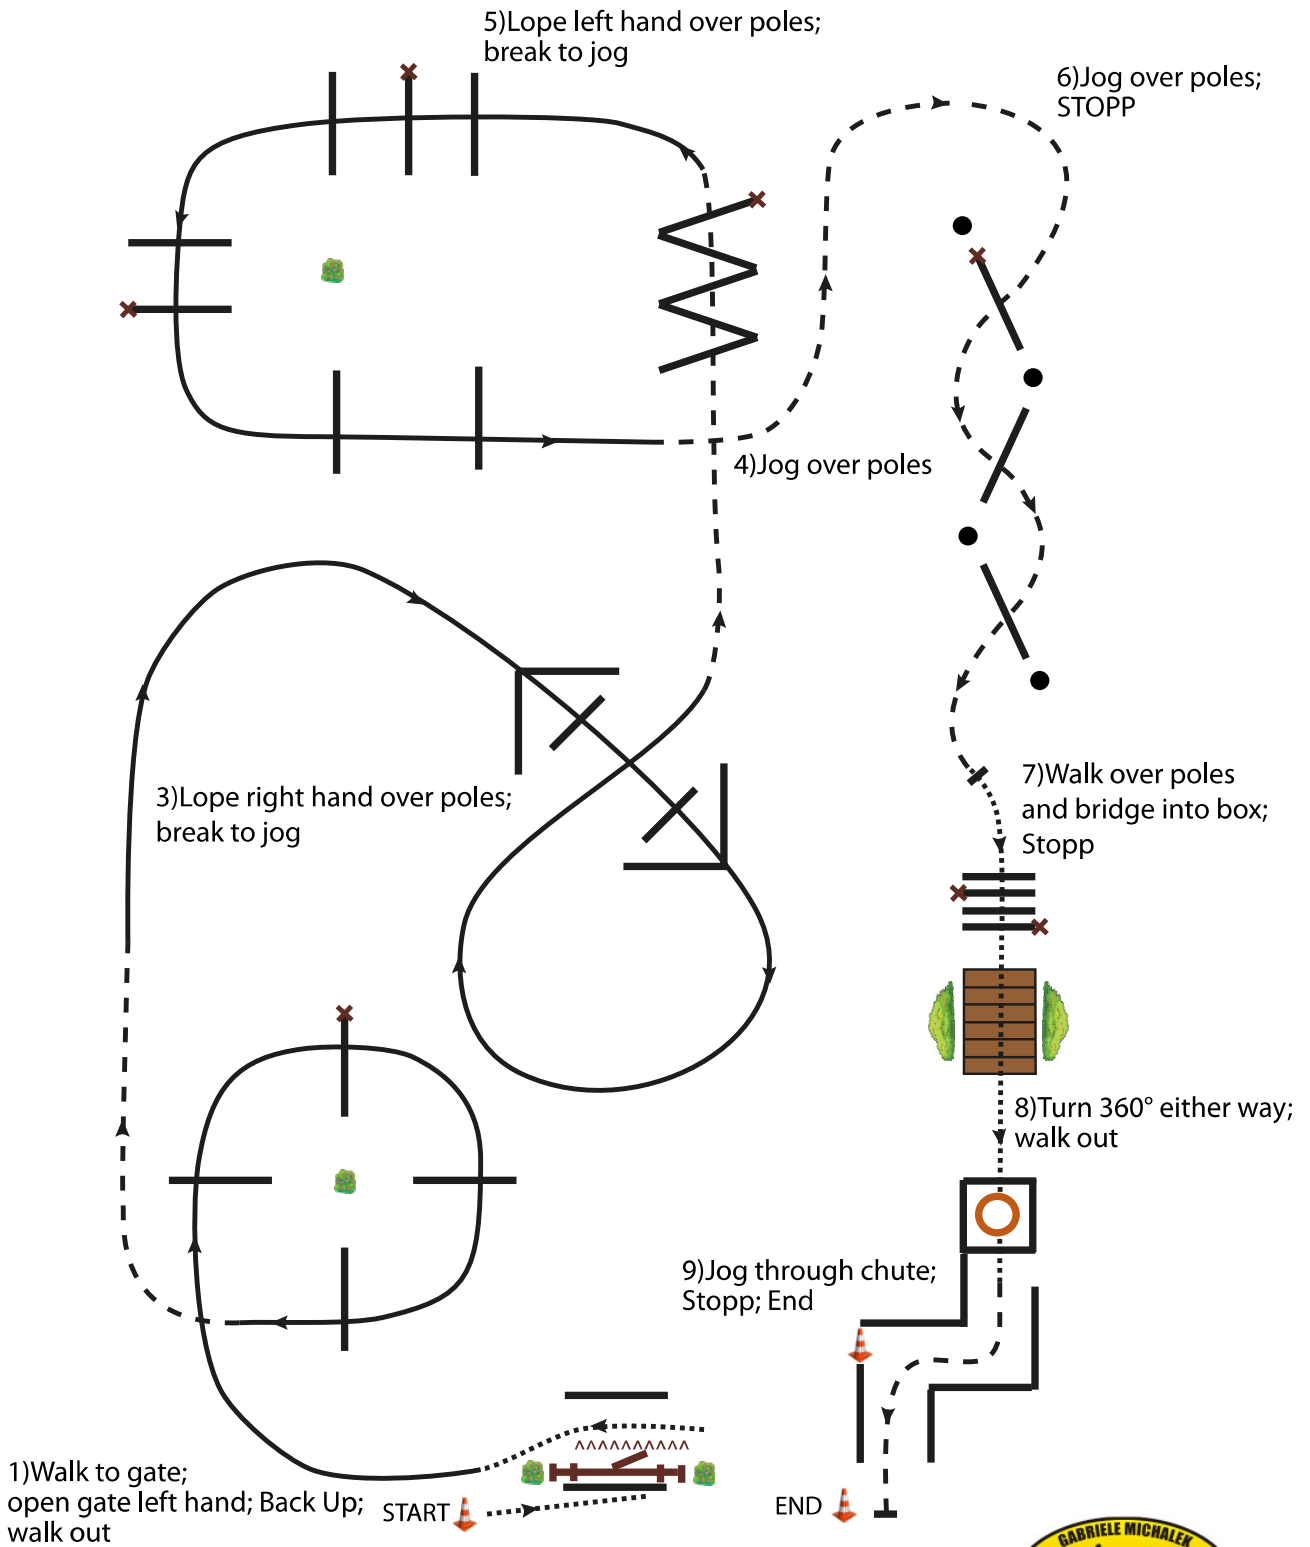 5)Lope left hand over poles;
break to jog
6)Jog over poles;
STOPP
4)Jog over poles
3)Lope right hand over poles;
break to jog
7)Walk over poles
and bridge into box;
Stopp
8)Turn 360° either way;
walk out
9)Jog through chute;
Stopp; End
1)Walk to gate;
open gate left hand; Back Up;
walk out
START
END
GABRIELE MICHALEK